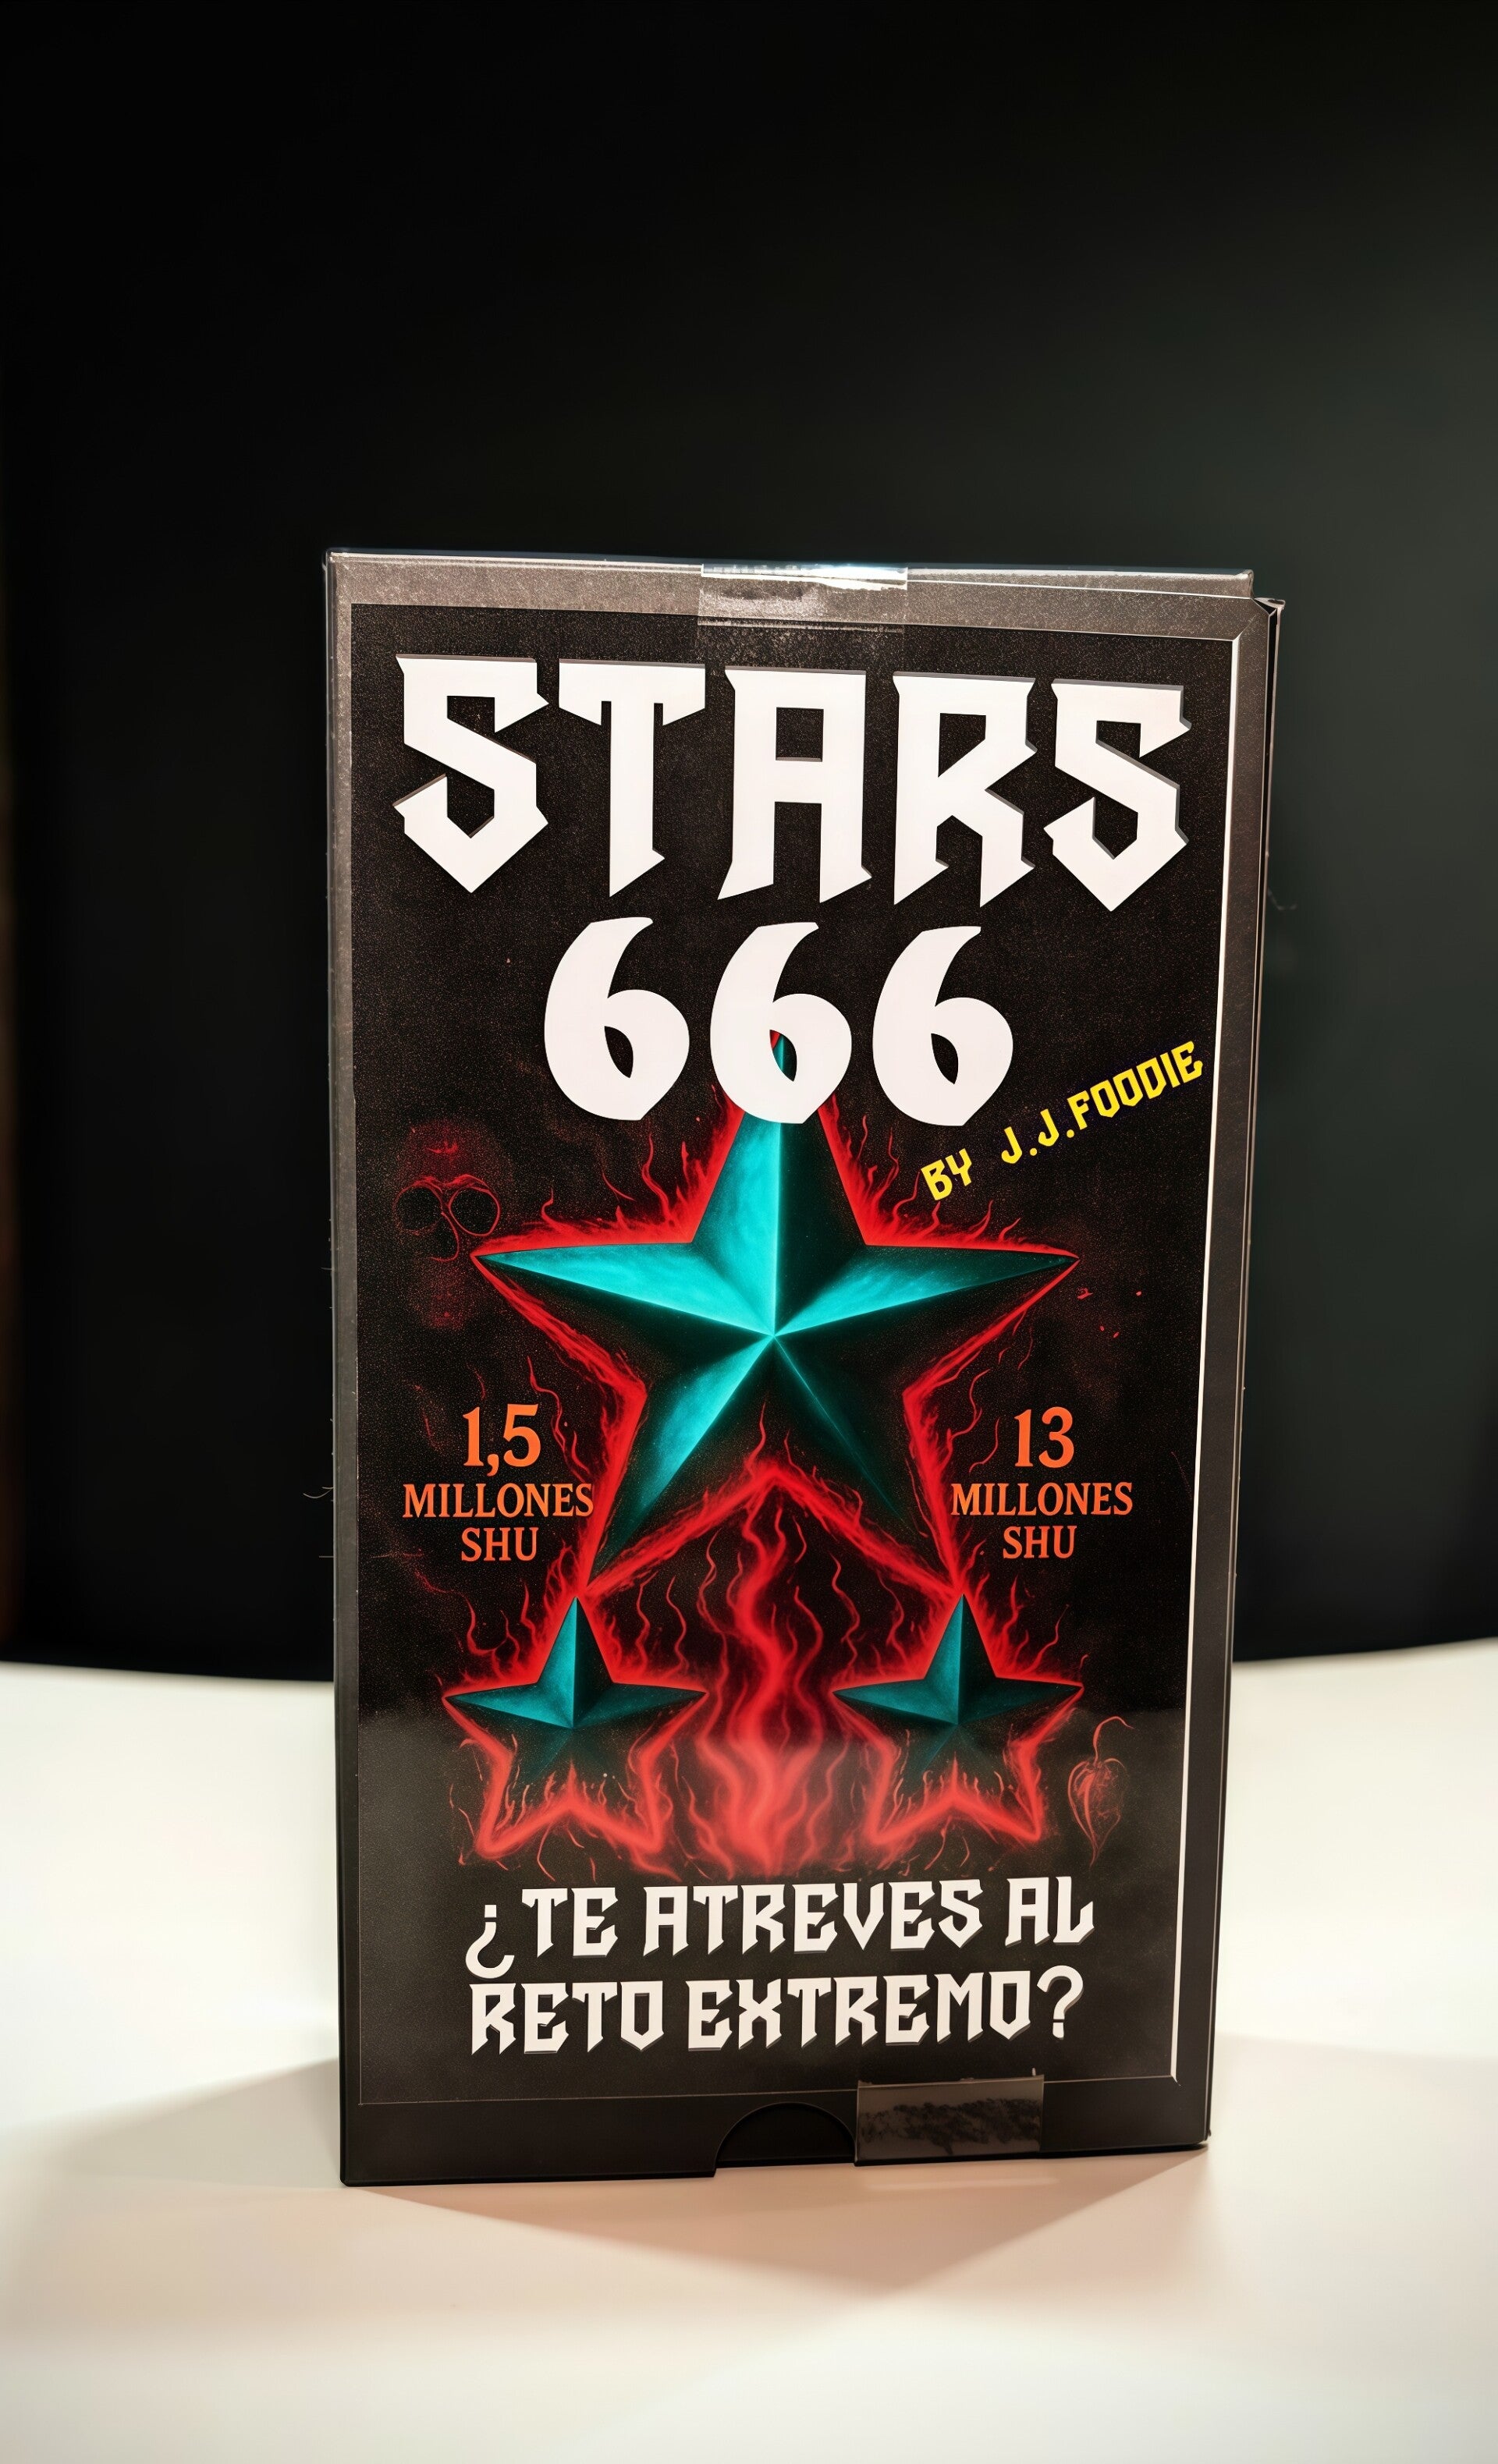 STARS
666
BY J.J.FOODIE
1,5
MILLONES
SHU
13
MILLONES
SHU
¿TE ATREVES AL
RETO EXTREMO?